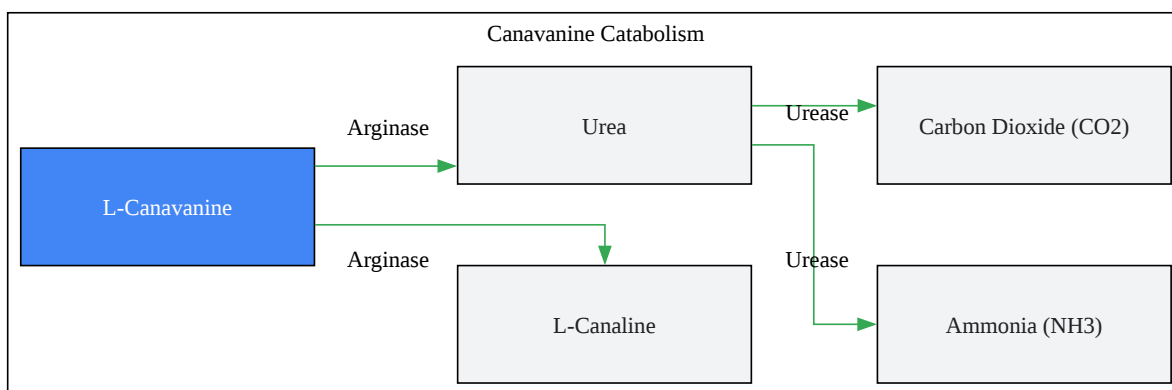 Canavanine Catabolism
Arginase
Urea
Urease
Carbon Dioxide (CO2)
L-Canavanine
Arginase
Urease
L-Canaline
Ammonia (NH3)